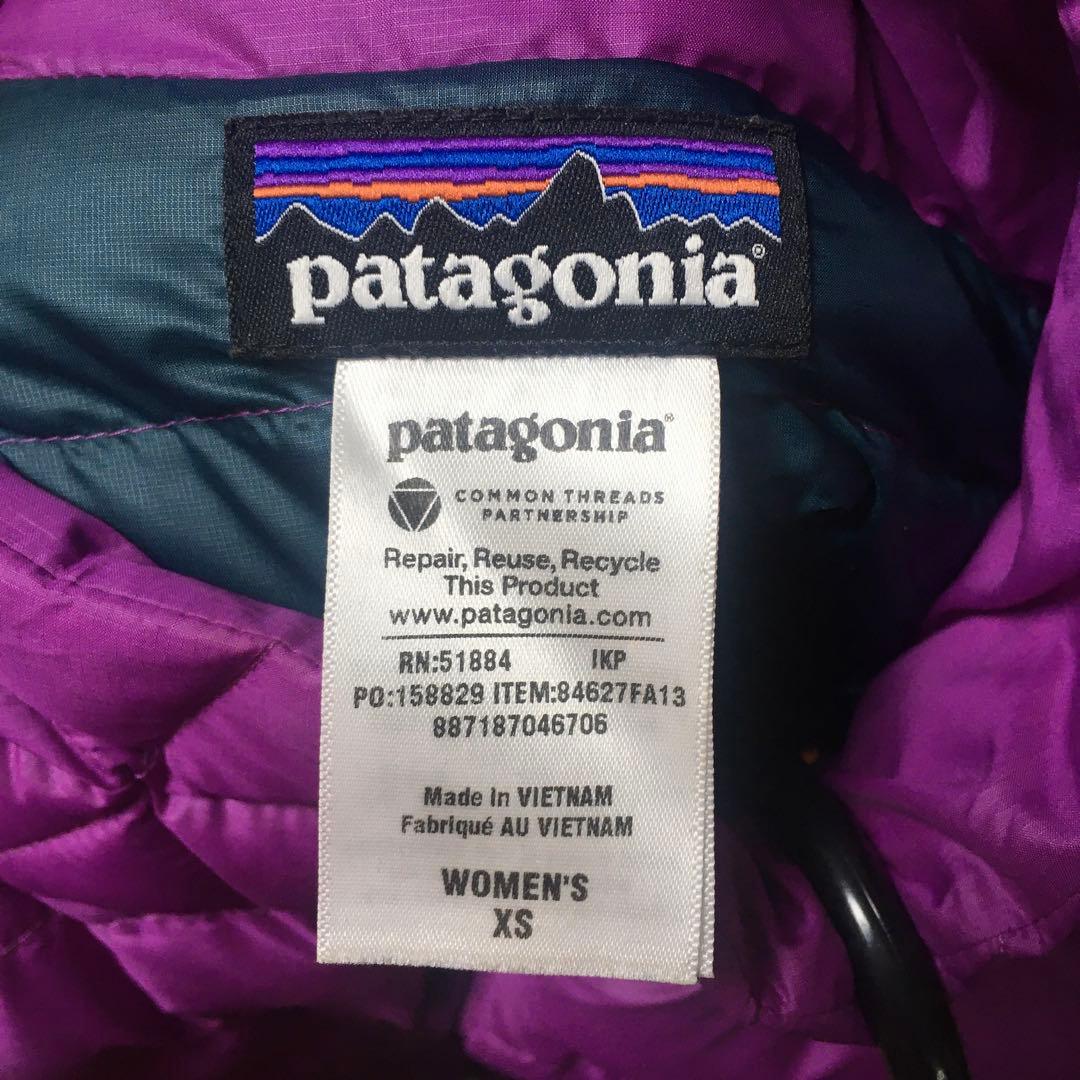 patagonia®
patagonia®
COMMON THREADS
PARTNERSHIP
Repair, Reuse, Recycle
This Product
www.patagonia.com
RN:51884 IKP
PO:158829 ITEM:84627FA13
887187046706
Made In VIETNAM
Fabriqué AU VIETNAM
WOMEN'S
XS